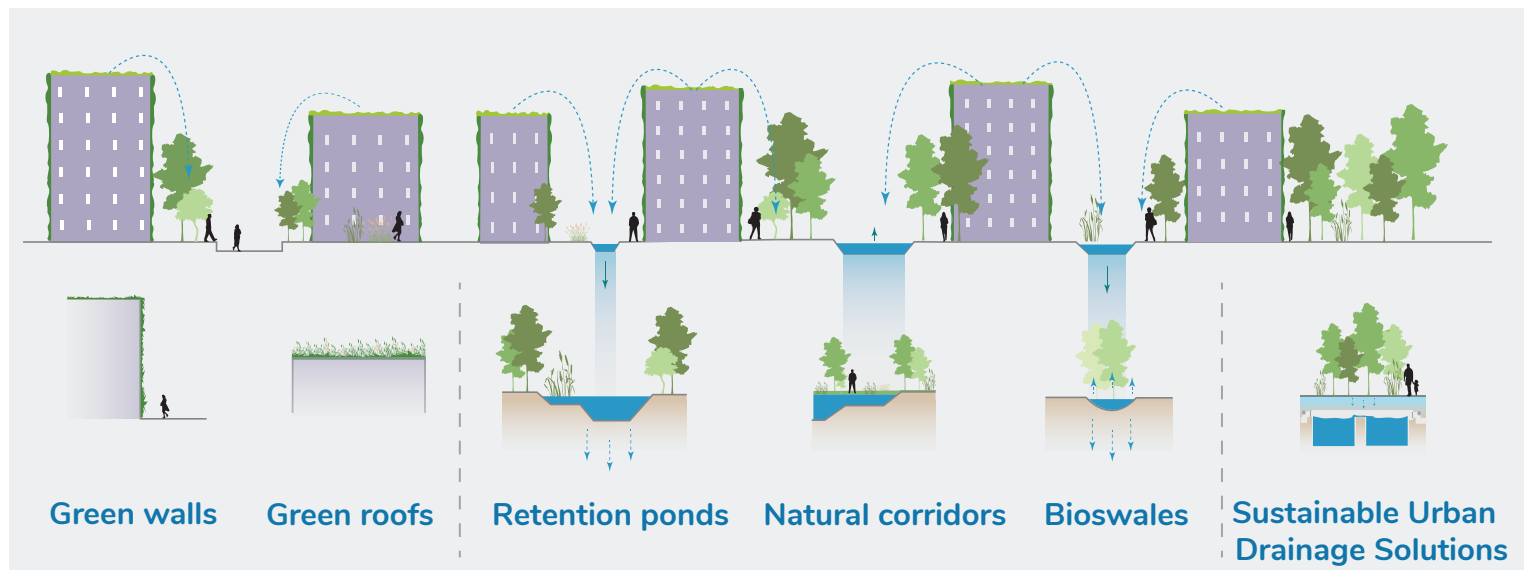 Green walls
Green roofs
Retention ponds
Natural corridors
Bioswales
Sustainable Urban
Drainage Solutions